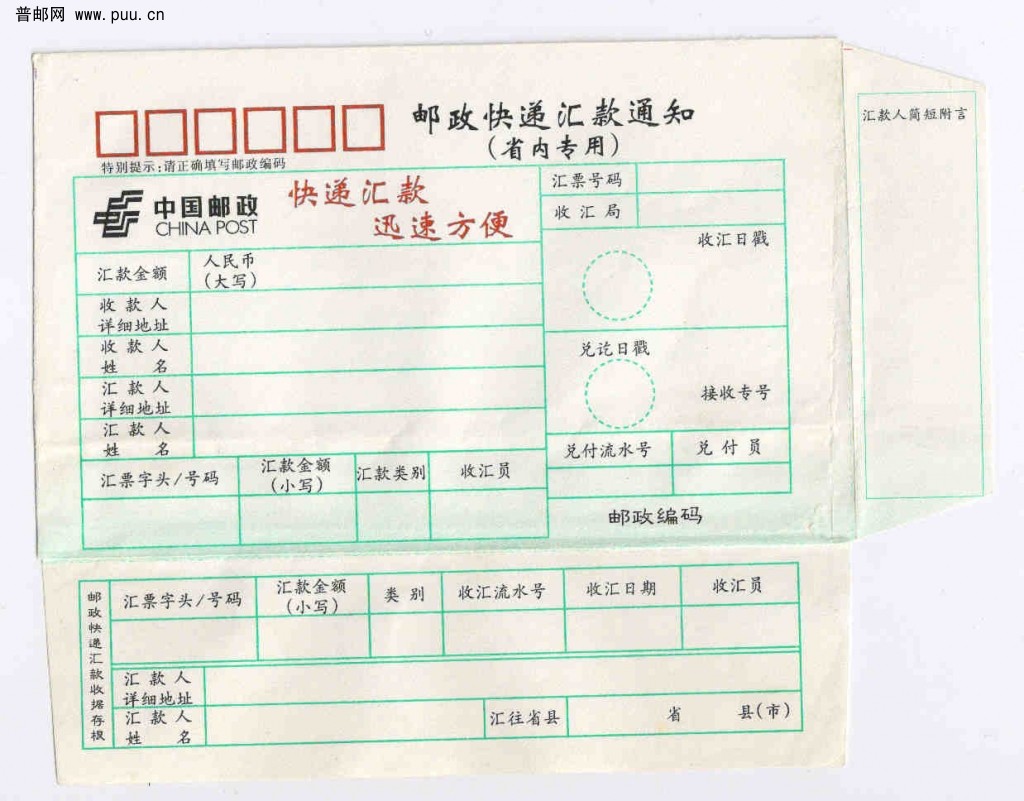 普邮网 www.puu.cn
邮政快递汇款通知
(省内专用)
特别提示:请正确填写邮政编码
中国邮政
CHINA POST
快递汇款
迅速方便
汇票号码
收汇局
收汇日戳
汇款金额
人民币
(大写)
收款人
详细地址
收款人
姓名
汇款人
详细地址
汇款人
姓名
兑讫日戳
接收专号
兑付流水号
兑付员
汇票字头/号码
汇款金额
(小写)
汇款类别
收汇员
邮政编码
汇款人简短附言
邮政快递汇款收据存根
汇票字头/号码
汇款金额
(小写)
类别
收汇流水号
收汇日期
收汇员
汇款人
详细地址
汇款人
姓名
汇往省县
省 县(市)